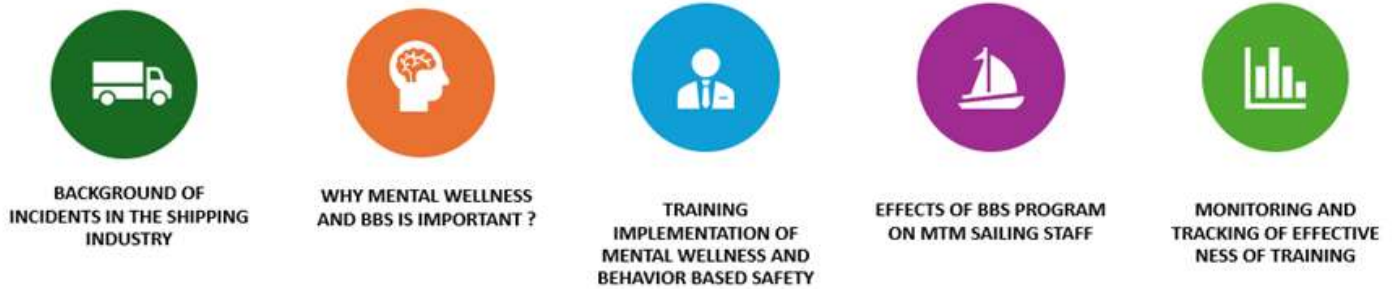 BACKGROUND OF
INCIDENTS IN THE SHIPPING
INDUSTRY
WHY MENTAL WELLNESS
AND BBS IS IMPORTANT ?
TRAINING
IMPLEMENTATION OF
MENTAL WELLNESS AND
BEHAVIOR BASED SAFETY
EFFECTS OF BBS PROGRAM
ON MTM SAILING STAFF
MONITORING AND
TRACKING OF EFFECTIVE
NESS OF TRAINING